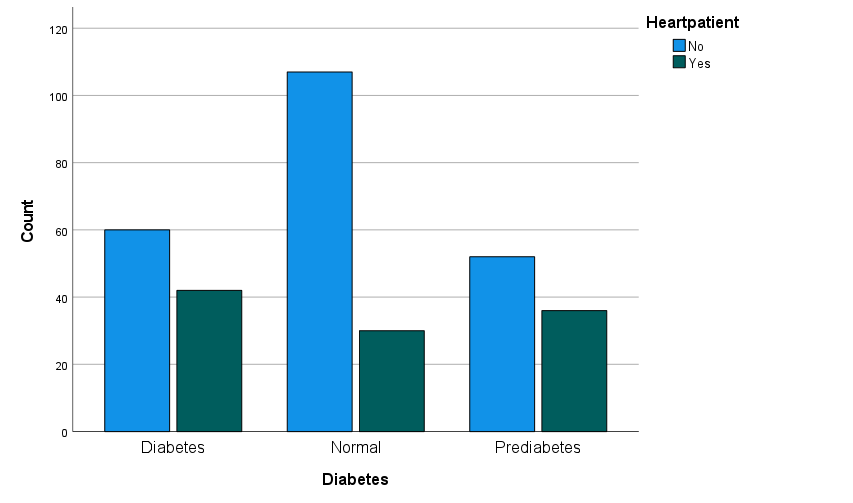 Heartpatient
No
Yes
120
100
80
60
40
20
0
Count
Diabetes
Normal
Prediabetes
Diabetes